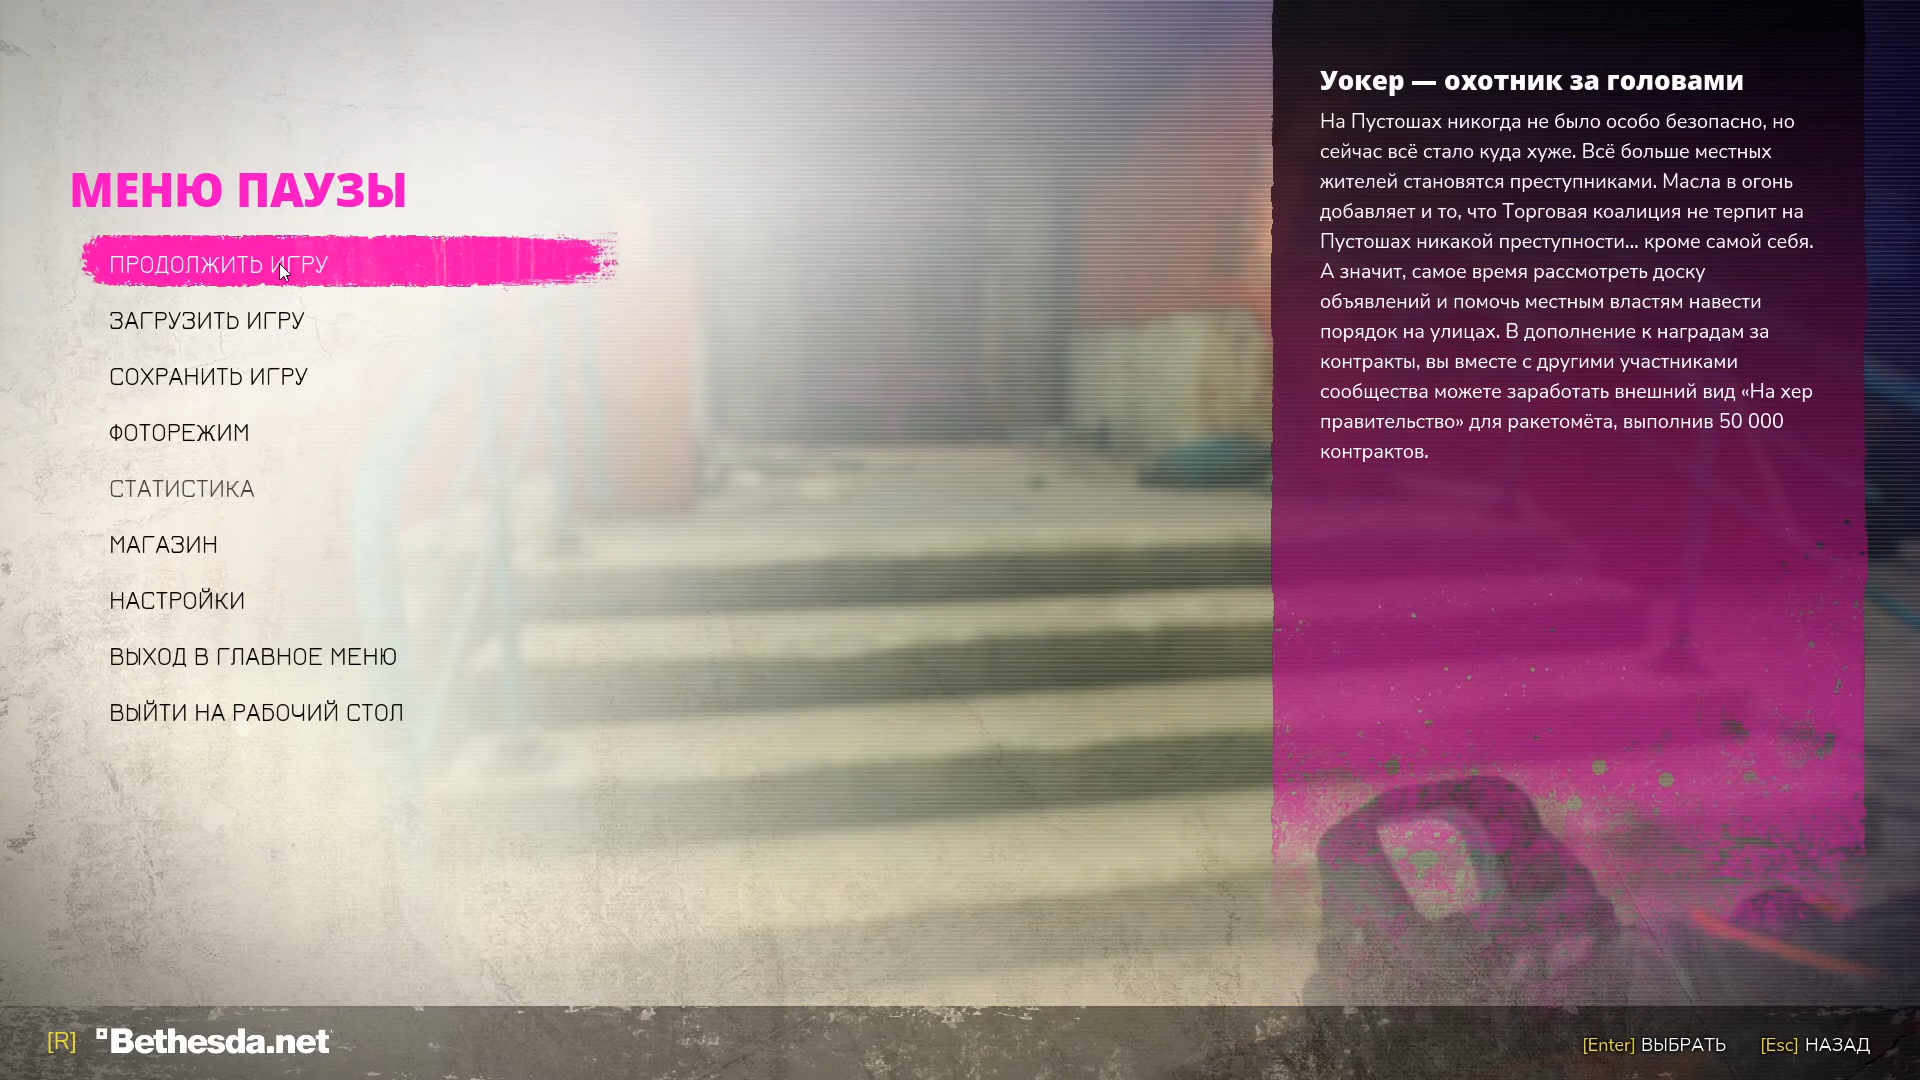 МЕНЮ ПАУЗЫ
ПРОДОЛЖИТЬ ИГРУ
ЗАГРУЗИТЬ ИГРУ
СОХРАНИТЬ ИГРУ
ФОТОРЕЖИМ
СТАТИСТИКА
МАГАЗИН
НАСТРОЙКИ
ВЫХОД В ГЛАВНОЕ МЕНЮ
ВЫЙТИ НА РАБОЧИЙ СТОЛ
Уокер — охотник за головами
На Пустошах никогда не было особо безопасно, но
сейчас всё стало куда хуже. Всё больше местных
жителей становятся преступниками. Масла в огонь
добавляет и то, что Торговая коалиция не терпит на
Пустошах никакой преступности... кроме самой себя.
А значит, самое время рассмотреть доску
объявлений и помочь местным властям навести
порядок на улицах. В дополнение к наградам за
контракты, вы вместе с другими участниками
сообщества можете заработать внешний вид «На хер
правительство» для ракетомёта, выполнив 50 000
контрактов.
[R] Bethesda.net
[Enter] ВЫБРАТЬ [Esc] НАЗАД